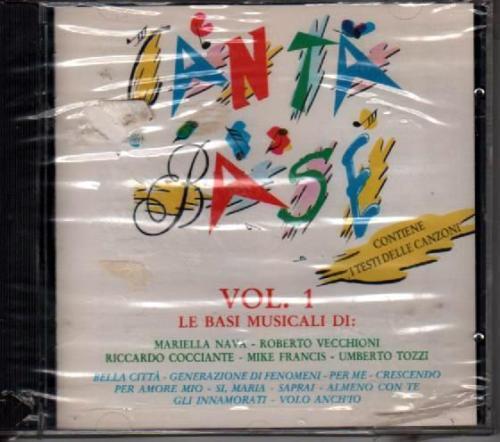 CANTA
BASE
CONTIENE
I TESTI DELLE CANZONI
VOL. 1
LE BASI MUSICALI DI:
MARIELLA NAVA - ROBERTO VECCHIONI
RICCARDO COCCIANTE - MIKE FRANCIS - UMBERTO TOZZI
BELLA CITTÀ - GENERAZIONE DI FENOMENI - PER ME - CRESCENDO
PER AMORE MIO - SI, MARIA - SAPRAI - ALMENO CON TE
GLI INNAMORATI - VOLO ANCH'IO